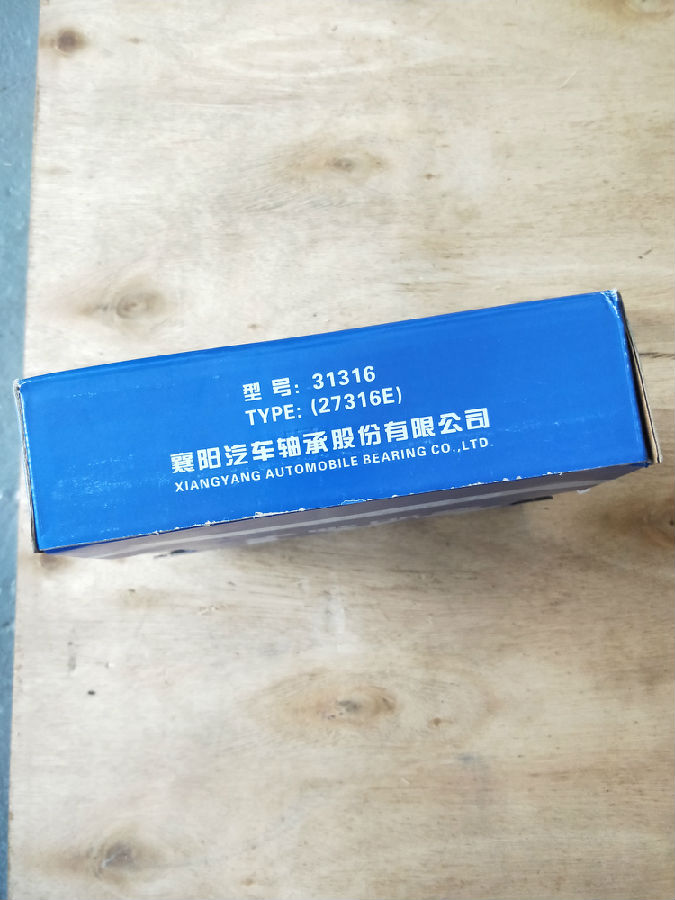 型 号: 31316
TYPE: (27316E)
襄阳汽车轴承股份有限公司
XIANGYANG AUTOMOBILE BEARING CO.,LTD.